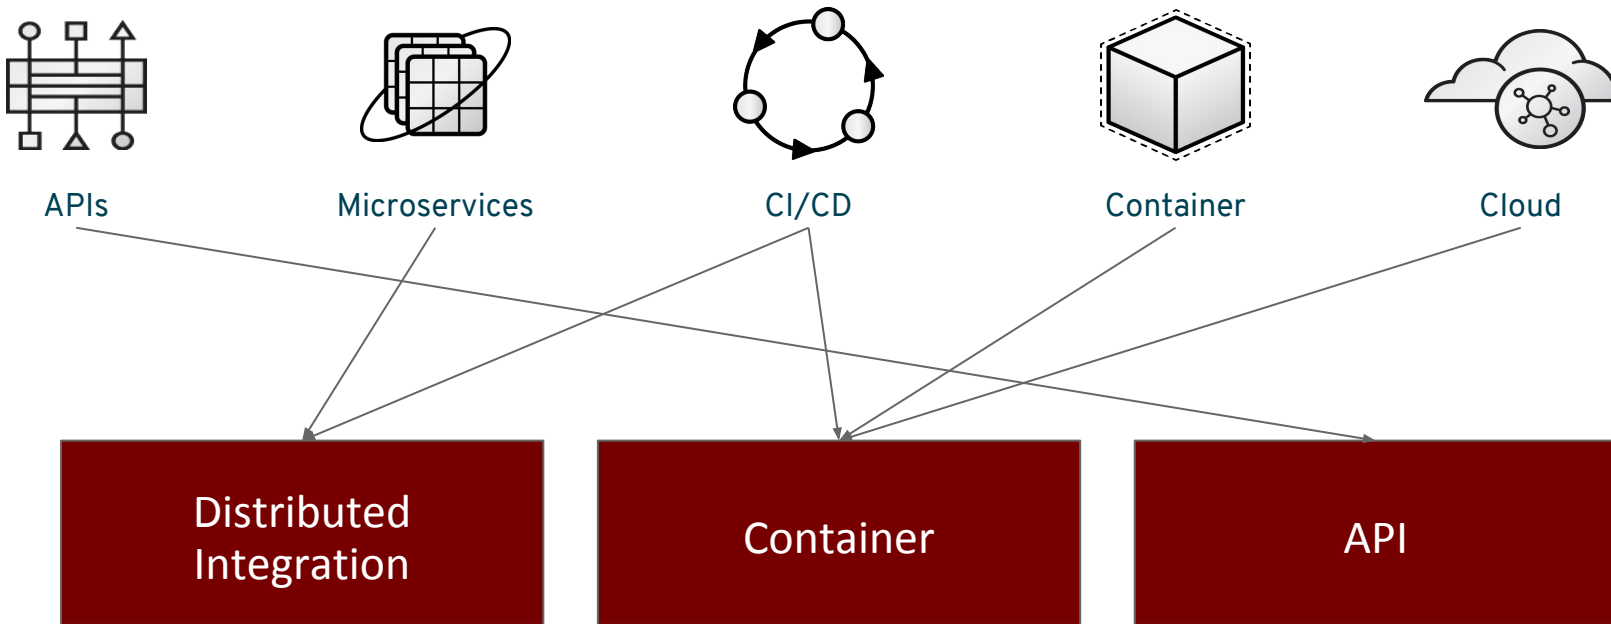 APIs
Microservices
CI/CD
Container
Cloud
Distributed
Integration
Container
API